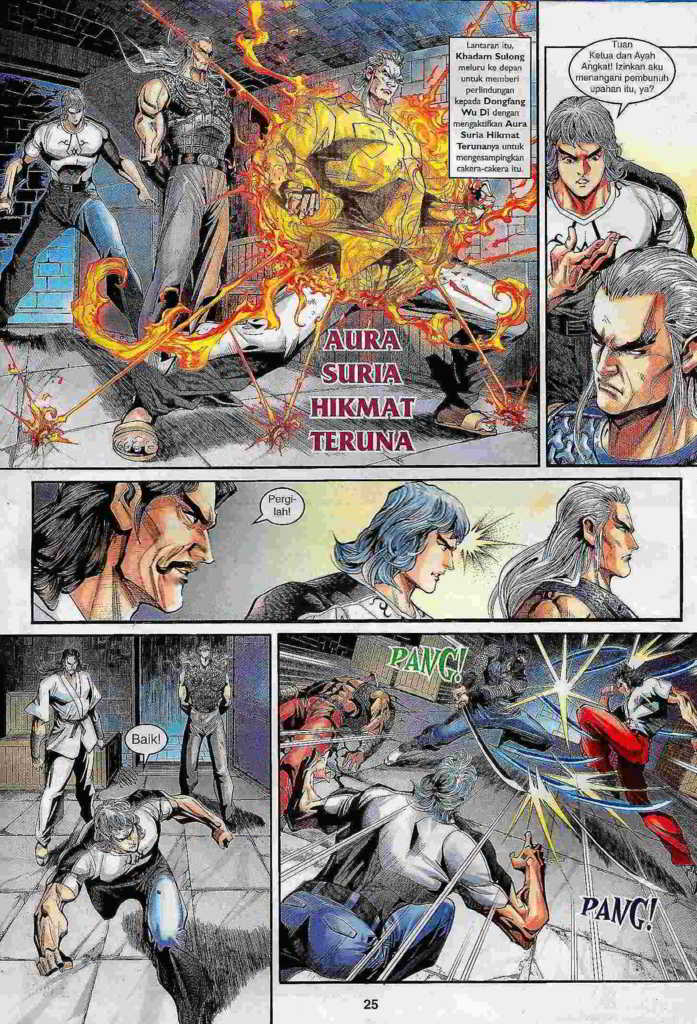 Lantaran itu,
Khadam Sulong
meluru ke depan
untuk memberi
perlindungan
kepada Dongfang
Wu Di dengan
mengaktifkan Aura
Suria Hikmat
Terunanya untuk
mengesampingkan
cakera-cakera itu.
AURA
SURIA
HIKMAT
TERUNA
Tuan
Ketua dan Ayah
Angkat! Izinkan aku
menangani pembunuh
upahan itu, ya?
Pergi-
lah!
Baik!
PANG!
PANG!
25